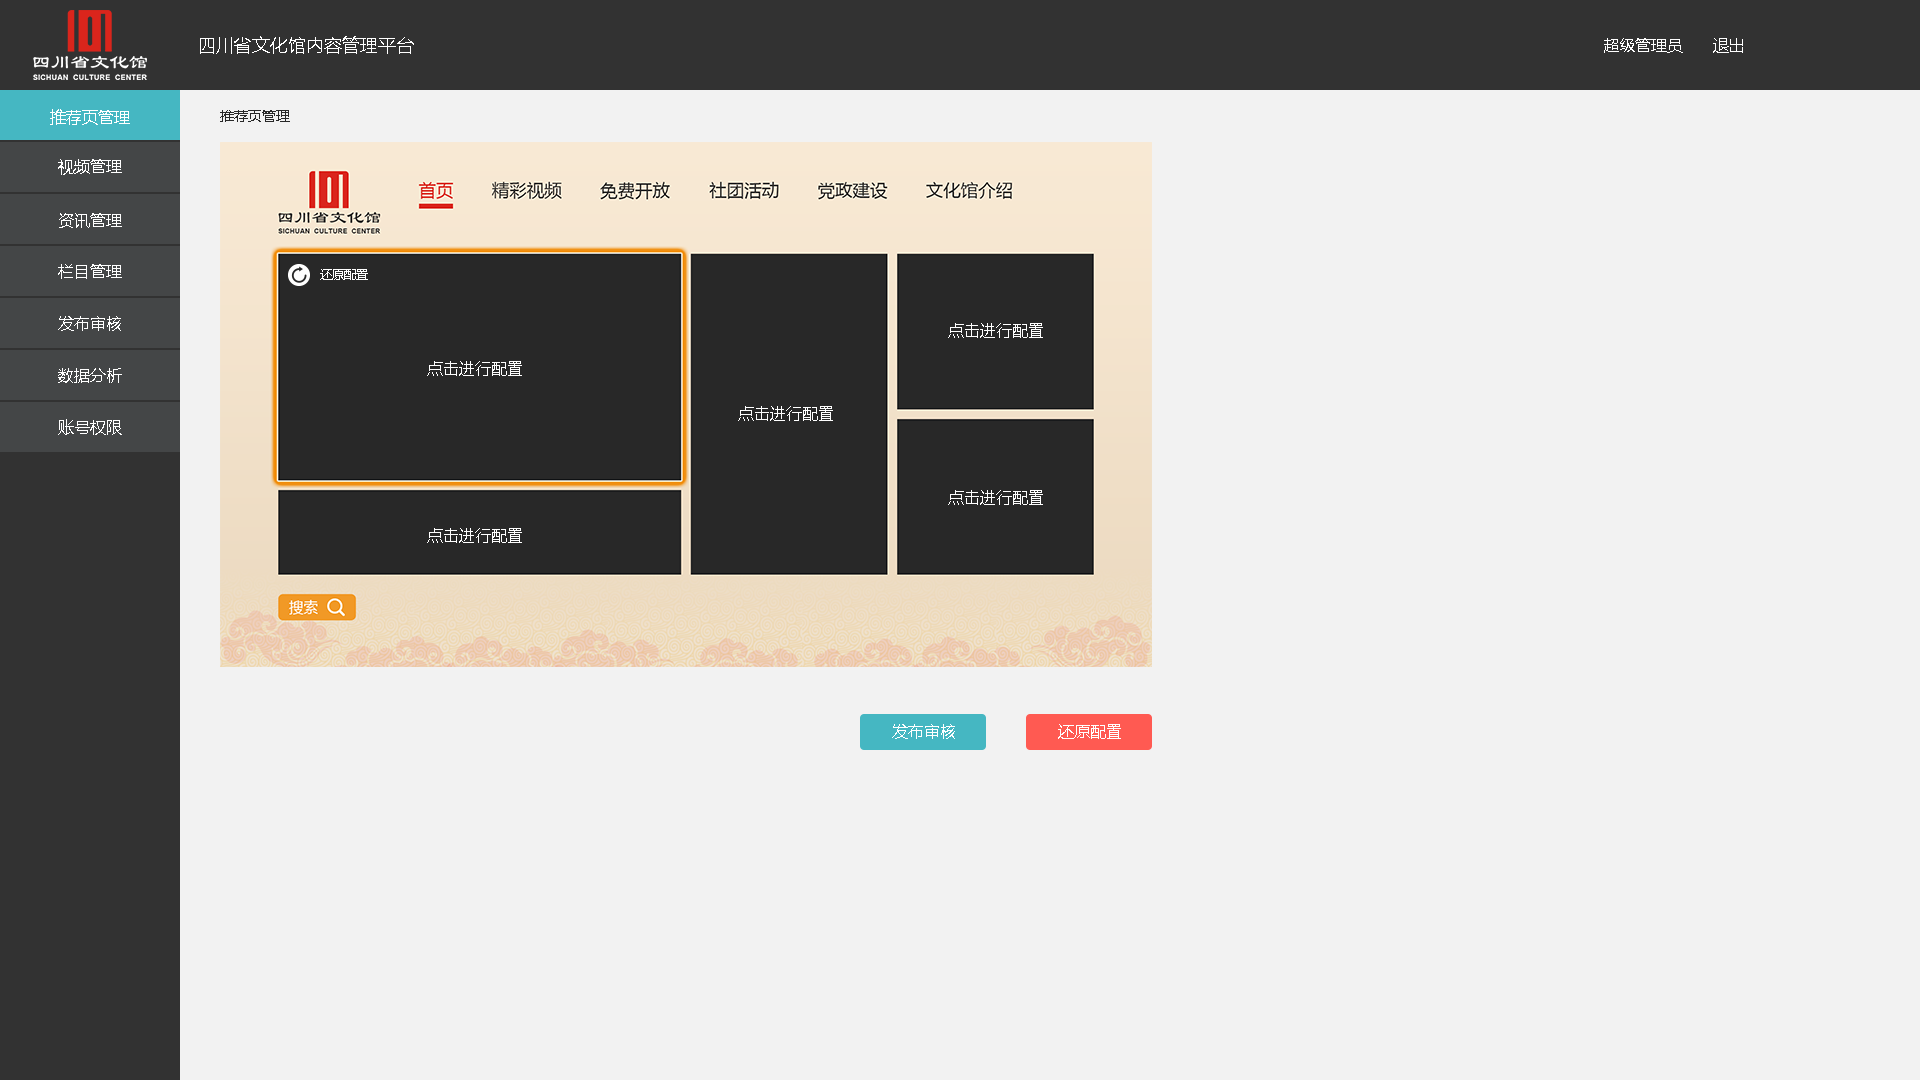 四川省文化馆
SICHUAN CULTURE CENTER
四川省文化馆内容管理平台
超级管理员
退出
推荐页管理
视频管理
资讯管理
栏目管理
发布审核
数据分析
账号权限
推荐页管理
四川省文化馆
SICHUAN CULTURE CENTER
首页
精彩视频
免费开放
社团活动
党政建设
文化馆介绍
还原配置
点击进行配置
点击进行配置
点击进行配置
点击进行配置
点击进行配置
搜索
发布审核
还原配置